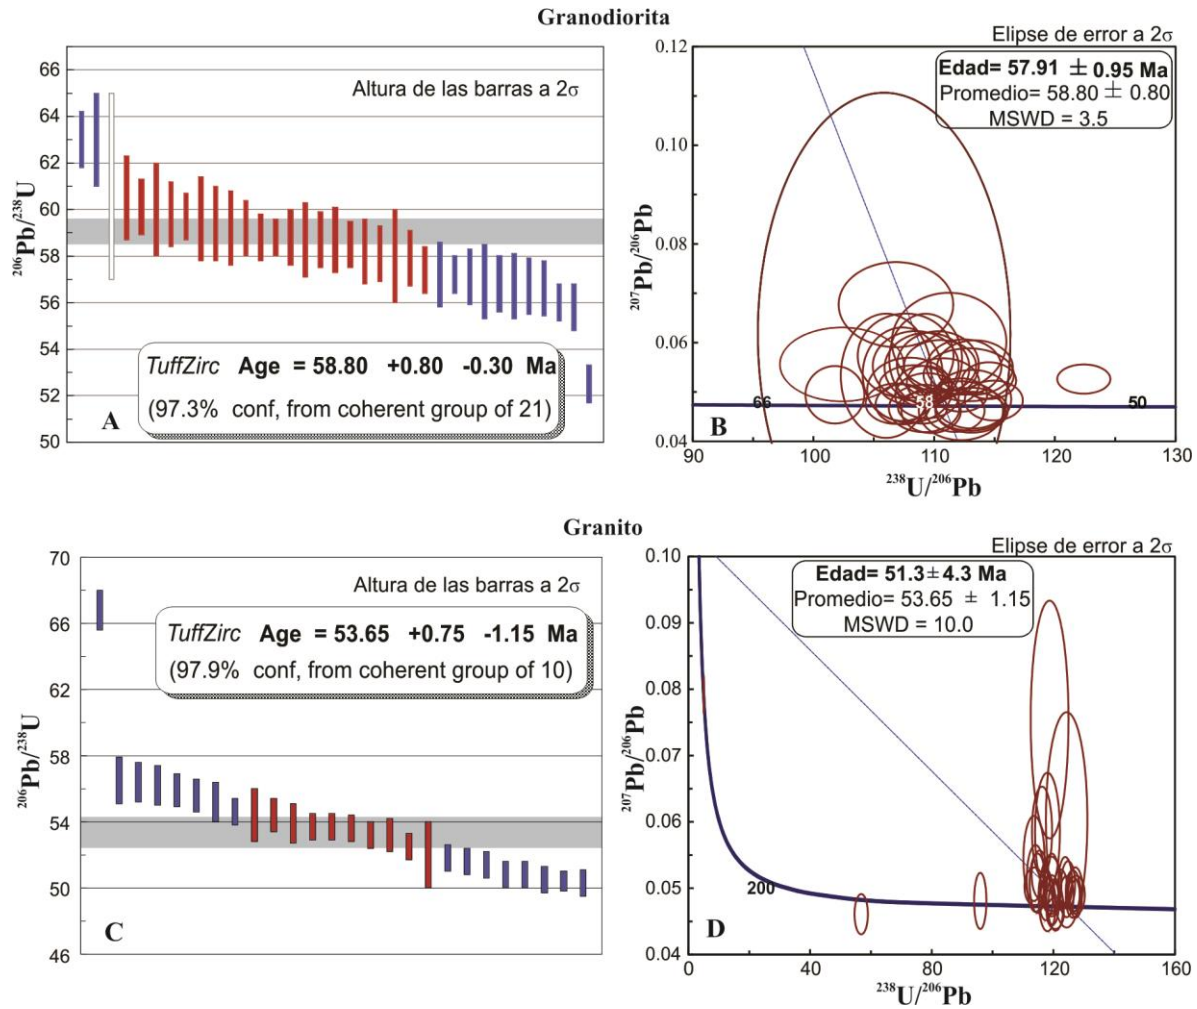 Granodiorita
Altura de las barras a 2σ
66
64
62
60
58
56
54
52
50
²⁰⁶Pb/²³⁸U
TuffZirc Age = 58.80 +0.80 -0.30 Ma
(97.3% conf, from coherent group of 21)
A
Elipse de error a 2σ
Edad= 57.91 ± 0.95 Ma
Promedio= 58.80 ± 0.80
MSWD = 3.5
0.12
0.10
0.08
0.06
0.04
²⁰⁷Pb/²⁰⁶Pb
66
58
50
B
90
100
110
120
130
²³⁸U/²⁰⁶Pb
Granito
Altura de las barras a 2σ
70
66
62
58
54
50
46
²⁰⁶Pb/²³⁸U
TuffZirc Age = 53.65 +0.75 -1.15 Ma
(97.9% conf, from coherent group of 10)
C
Elipse de error a 2σ
Edad= 51.3 ± 4.3 Ma
Promedio= 53.65 ± 1.15
MSWD = 10.0
0.10
0.09
0.08
0.07
0.06
0.05
0.04
²⁰⁷Pb/²⁰⁶Pb
200
D
0
40
80
120
160
²³⁸U/²⁰⁶Pb